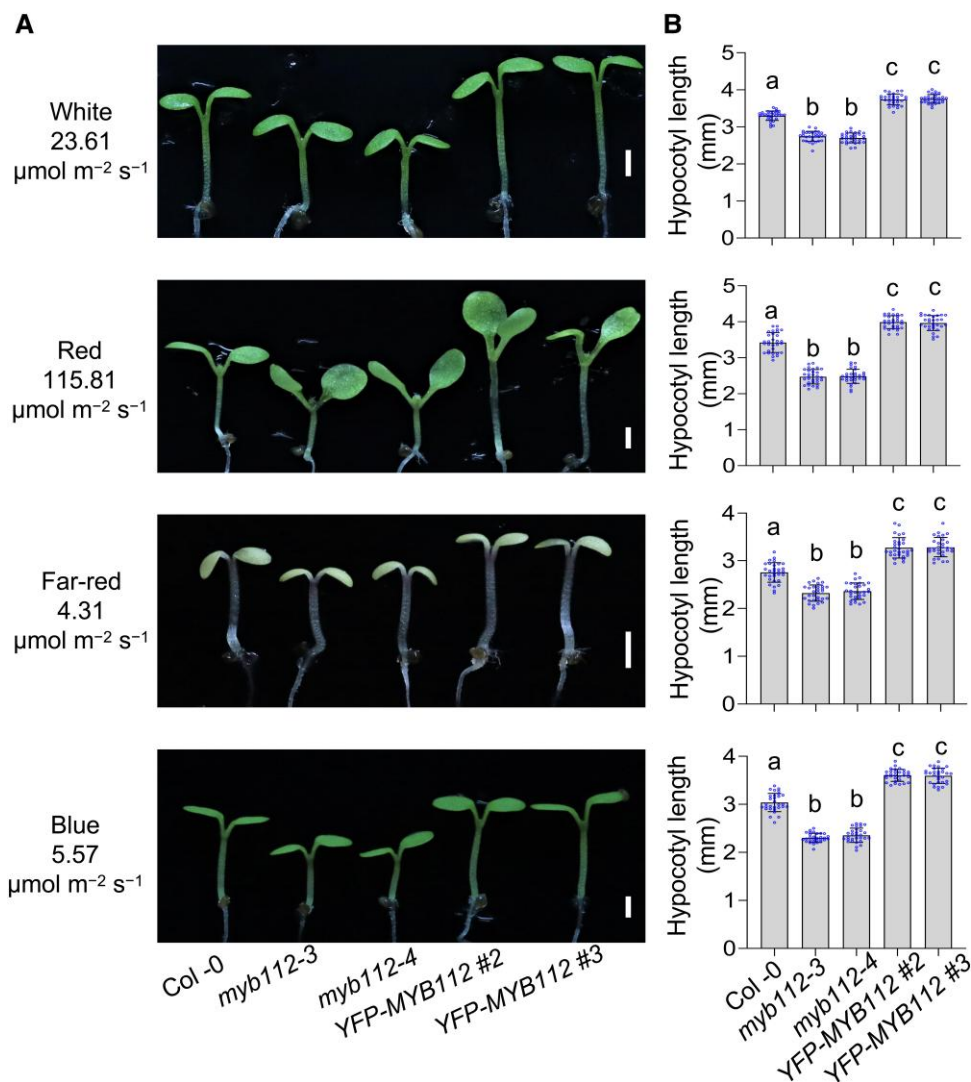 A
B
White
23.61
µmol m⁻² s⁻¹
Hypocotyl length
(mm)
5
4
3
2
1
0
a
b
b
c
c
Red
115.81
µmol m⁻² s⁻¹
Hypocotyl length
(mm)
5
4
3
2
1
0
a
b
b
c
c
Far-red
4.31
µmol m⁻² s⁻¹
Hypocotyl length
(mm)
4
3
2
0
a
b
b
c
c
Blue
5.57
µmol m⁻² s⁻¹
Hypocotyl length
(mm)
4
3
2
0
a
b
b
c
c
Col -0
myb112-3
myb112-4
YFP-MYB112 #2
YFP-MYB112 #3
Col -0
myb112-3
myb112-4
YFP-MYB112 #2
YFP-MYB112 #3